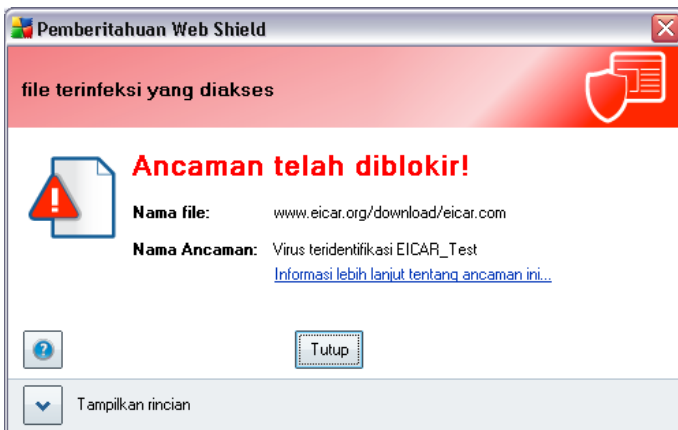 Pemberitahuan Web Shield
file terinfeksi yang diakses
Ancaman telah diblokir!
Nama file: www.eicar.org/download/eicar.com
Nama Ancaman: Virus teridentifikasi EICAR_Test
Informasi lebih lanjut tentang ancaman ini...
Tutup
Tampilkan rincian